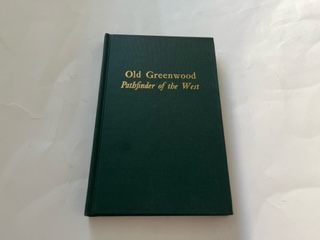 Old Greenwood
Pathfinder of the West